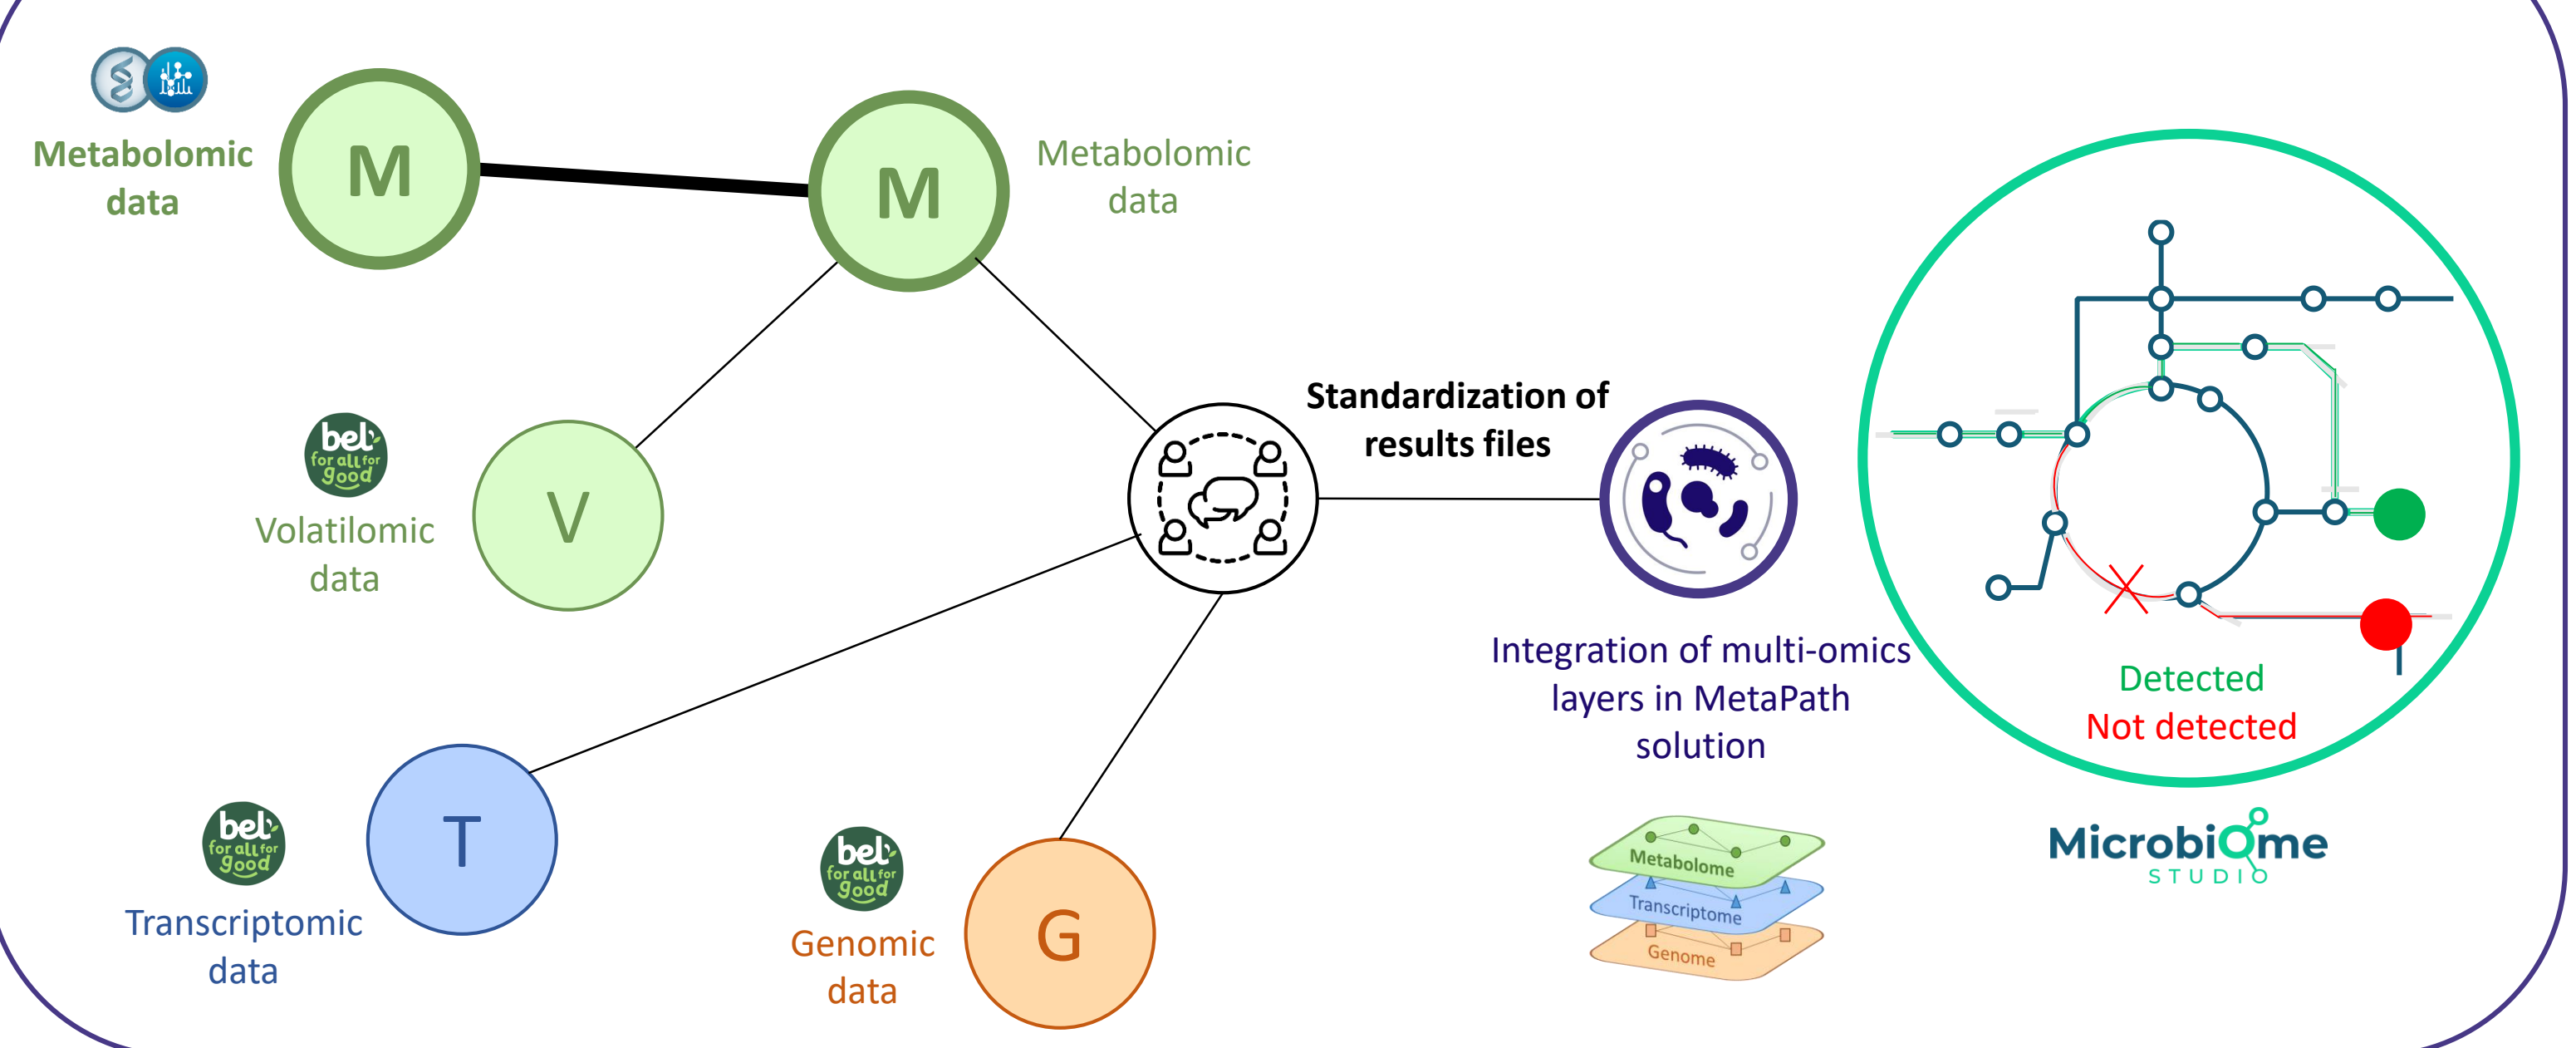 Metabolomic
data
M
M
Metabolomic
data
bel
for all for
good
Volatilomic
data
V
Standardization of
results files
Integration of multi-omics
layers in MetaPath
solution
Detected
Not detected
bel
for all for
good
Transcriptomic
data
T
bel
for all for
good
Genomic
data
G
Metabolome
Transcriptome
Genome
MicrobiOme
STUDIO